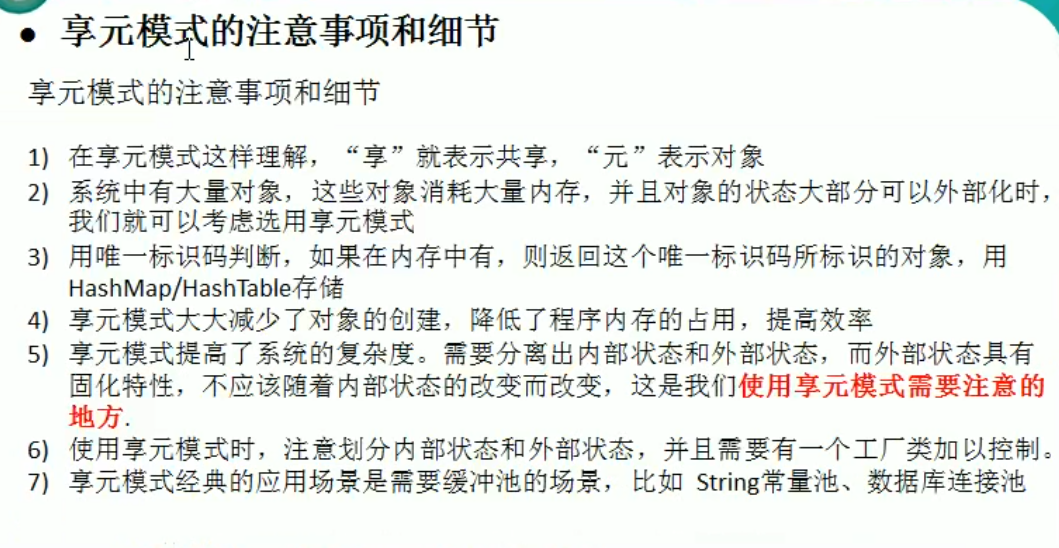 ● 享元模式的注意事项和细节
享元模式的注意事项和细节
1) 在享元模式这样理解，“享”就表示共享，“元”表示对象
2) 系统中有大量对象，这些对象消耗大量内存，并且对象的状态大部分可以外部化时，
我们就可以考虑选用享元模式
3) 用唯一标识码判断，如果在内存中有，则返回这个唯一标识码所标识的对象，用
HashMap/HashTable存储
4) 享元模式大大减少了对象的创建，降低了程序内存的占用，提高效率
5) 享元模式提高了系统的复杂度。需要分离出内部状态和外部状态，而外部状态具有
固化特性，不应该随着内部状态的改变而改变，这是我们使用享元模式需要注意的
地方.
6) 使用享元模式时，注意划分内部状态和外部状态，并且需要有一个工厂类加以控制。
7) 享元模式经典的应用场景是需要缓冲池的场景，比如 String常量池、数据库连接池